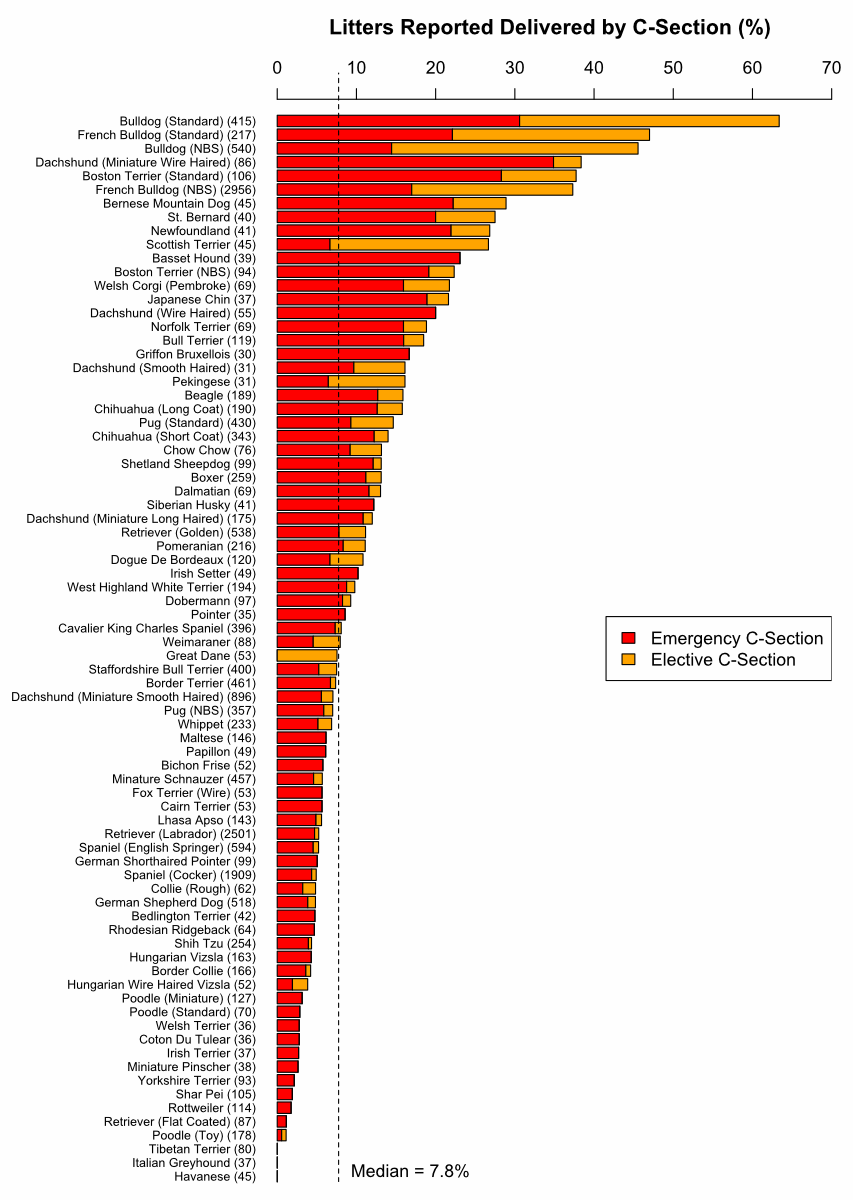 Litters Reported Delivered by C-Section (%)
0 10 20 30 40 50 60 70
Bulldog (Standard) (415)
French Bulldog (Standard) (217)
Bulldog (NBS) (540)
Dachshund (Miniature Wire Haired) (86)
Boston Terrier (Standard) (106)
French Bulldog (NBS) (2956)
Bernese Mountain Dog (45)
St. Bernard (40)
Newfoundland (41)
Scottish Terrier (45)
Basset Hound (39)
Boston Terrier (NBS) (94)
Welsh Corgi (Pembroke) (69)
Japanese Chin (37)
Dachshund (Wire Haired) (55)
Norfolk Terrier (69)
Bull Terrier (119)
Griffon Bruxellois (30)
Dachshund (Smooth Haired) (31)
Pekingese (31)
Beagle (189)
Chihuahua (Long Coat) (190)
Pug (Standard) (430)
Chihuahua (Short Coat) (343)
Chow Chow (76)
Shetland Sheepdog (99)
Boxer (259)
Dalmatian (69)
Siberian Husky (41)
Dachshund (Miniature Long Haired) (175)
Retriever (Golden) (538)
Pomeranian (216)
Dogue De Bordeaux (120)
Irish Setter (49)
West Highland White Terrier (194)
Dobermann (97)
Pointer (35)
Cavalier King Charles Spaniel (396)
Weimaraner (88)
Great Dane (53)
Staffordshire Bull Terrier (400)
Border Terrier (461)
Dachshund (Miniature Smooth Haired) (896)
Pug (NBS) (357)
Whippet (233)
Maltese (146)
Papillon (49)
Bichon Frise (52)
Minature Schnauzer (457)
Fox Terrier (Wire) (53)
Cairn Terrier (53)
Lhasa Apso (143)
Retriever (Labrador) (2501)
Spaniel (English Springer) (594)
German Shorthaired Pointer (99)
Spaniel (Cocker) (1909)
Collie (Rough) (62)
German Shepherd Dog (518)
Bedlington Terrier (42)
Rhodesian Ridgeback (64)
Shih Tzu (254)
Hungarian Vizsla (163)
Border Collie (166)
Hungarian Wire Haired Vizsla (52)
Poodle (Miniature) (127)
Poodle (Standard) (70)
Welsh Terrier (36)
Coton Du Tulear (36)
Irish Terrier (37)
Miniature Pinscher (38)
Yorkshire Terrier (93)
Shar Pei (105)
Rottweiler (114)
Retriever (Flat Coated) (87)
Poodle (Toy) (178)
Tibetan Terrier (80)
Italian Greyhound (37)
Havanese (45)
Emergency C-Section
Elective C-Section
Median = 7.8%